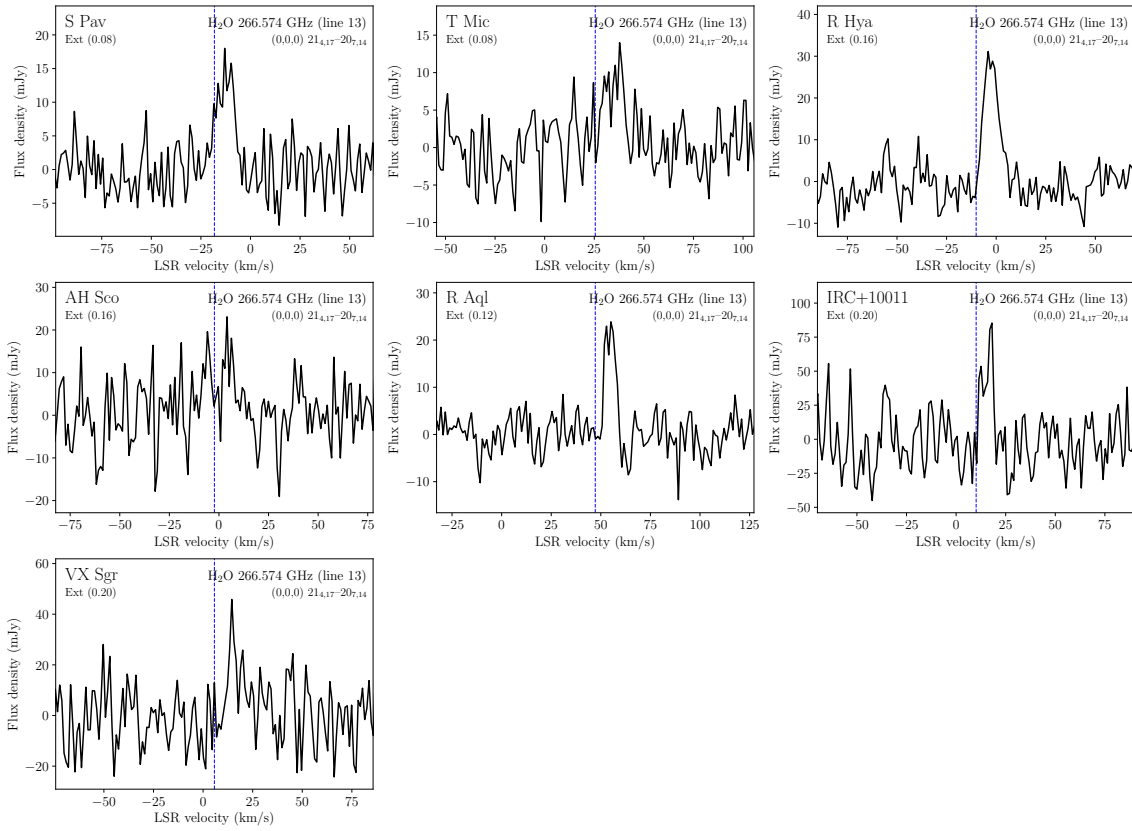 S Pav
H₂O 266.574 GHz (line 13)
Ext (0.08)
(0,0,0) 21₄,₁₇–20₇,₁₄
20
15
10
5
0
−5
Flux density (mJy)
−75
−50
−25
0
25
50
LSR velocity (km/s)
T Mic
H₂O 266.574 GHz (line 13)
Ext (0.08)
(0,0,0) 21₄,₁₇–20₇,₁₄
20
15
10
5
0
−5
−10
Flux density (mJy)
−50
−25
0
25
50
75
100
LSR velocity (km/s)
R Hya
H₂O 266.574 GHz (line 13)
Ext (0.16)
(0,0,0) 21₄,₁₇–20₇,₁₄
40
30
20
10
0
−10
Flux density (mJy)
−75
−50
−25
0
25
50
LSR velocity (km/s)
AH Sco
H₂O 266.574 GHz (line 13)
Ext (0.16)
(0,0,0) 21₄,₁₇–20₇,₁₄
30
20
10
0
−10
−20
Flux density (mJy)
−75
−50
−25
0
25
50
75
LSR velocity (km/s)
R Aql
H₂O 266.574 GHz (line 13)
Ext (0.12)
(0,0,0) 21₄,₁₇–20₇,₁₄
30
20
10
0
−10
Flux density (mJy)
−25
0
25
50
75
100
125
LSR velocity (km/s)
IRC+10011
H₂O 266.574 GHz (line 13)
Ext (0.20)
(0,0,0) 21₄,₁₇–20₇,₁₄
100
75
50
25
0
−25
−50
Flux density (mJy)
−50
−25
0
25
50
75
LSR velocity (km/s)
VX Sgr
H₂O 266.574 GHz (line 13)
Ext (0.20)
(0,0,0) 21₄,₁₇–20₇,₁₄
60
40
20
0
−20
Flux density (mJy)
−50
−25
0
25
50
75
LSR velocity (km/s)